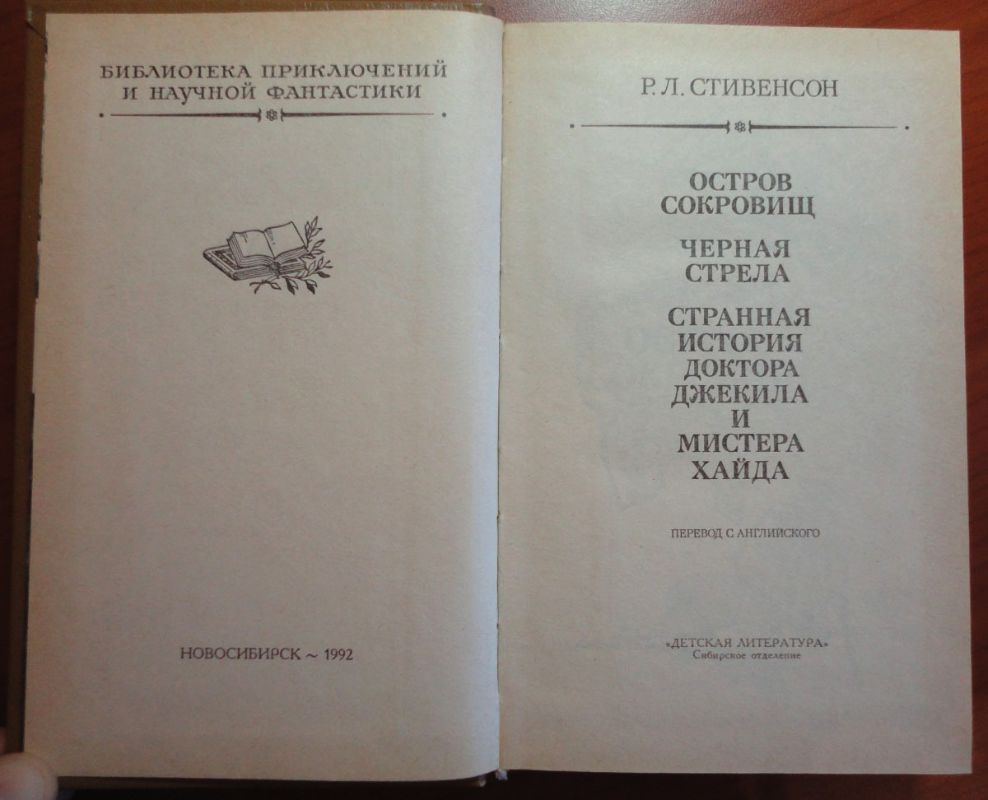 БИБЛИОТЕКА ПРИКЛЮЧЕНИЙ
И НАУЧНОЙ ФАНТАСТИКИ
НОВОСИБИРСК ~ 1992
Р. Л. СТИВЕНСОН
ОСТРОВ
СОКРОВИЩ
ЧЕРНАЯ
СТРЕЛА
СТРАННАЯ
ИСТОРИЯ
ДОКТОРА
ДЖЕКИЛА
И
МИСТЕРА
ХАЙДА
ПЕРЕВОД С АНГЛИЙСКОГО
«ДЕТСКАЯ ЛИТЕРАТУРА»
Сибирское отделение